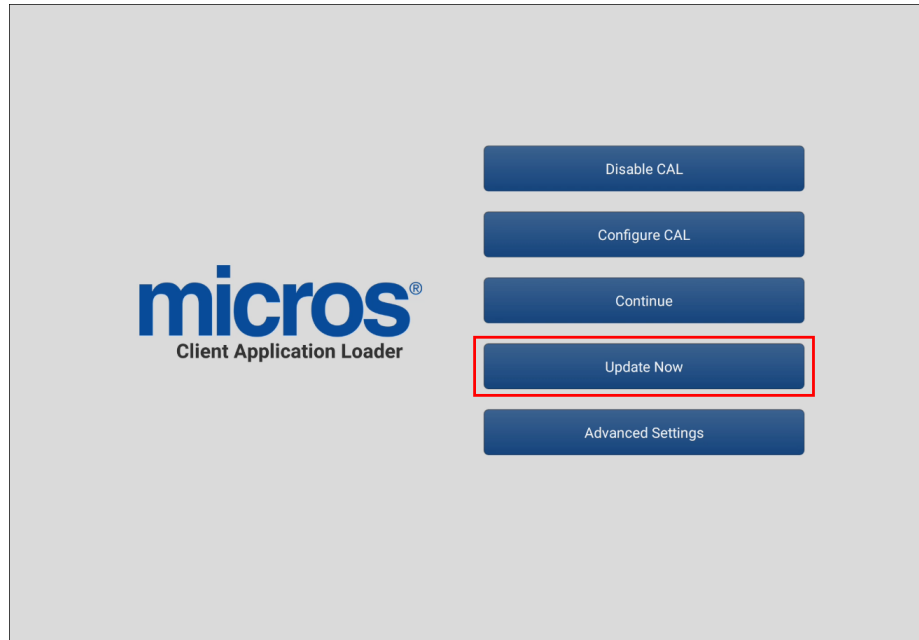 micros®
Client Application Loader
Disable CAL
Configure CAL
Continue
Update Now
Advanced Settings